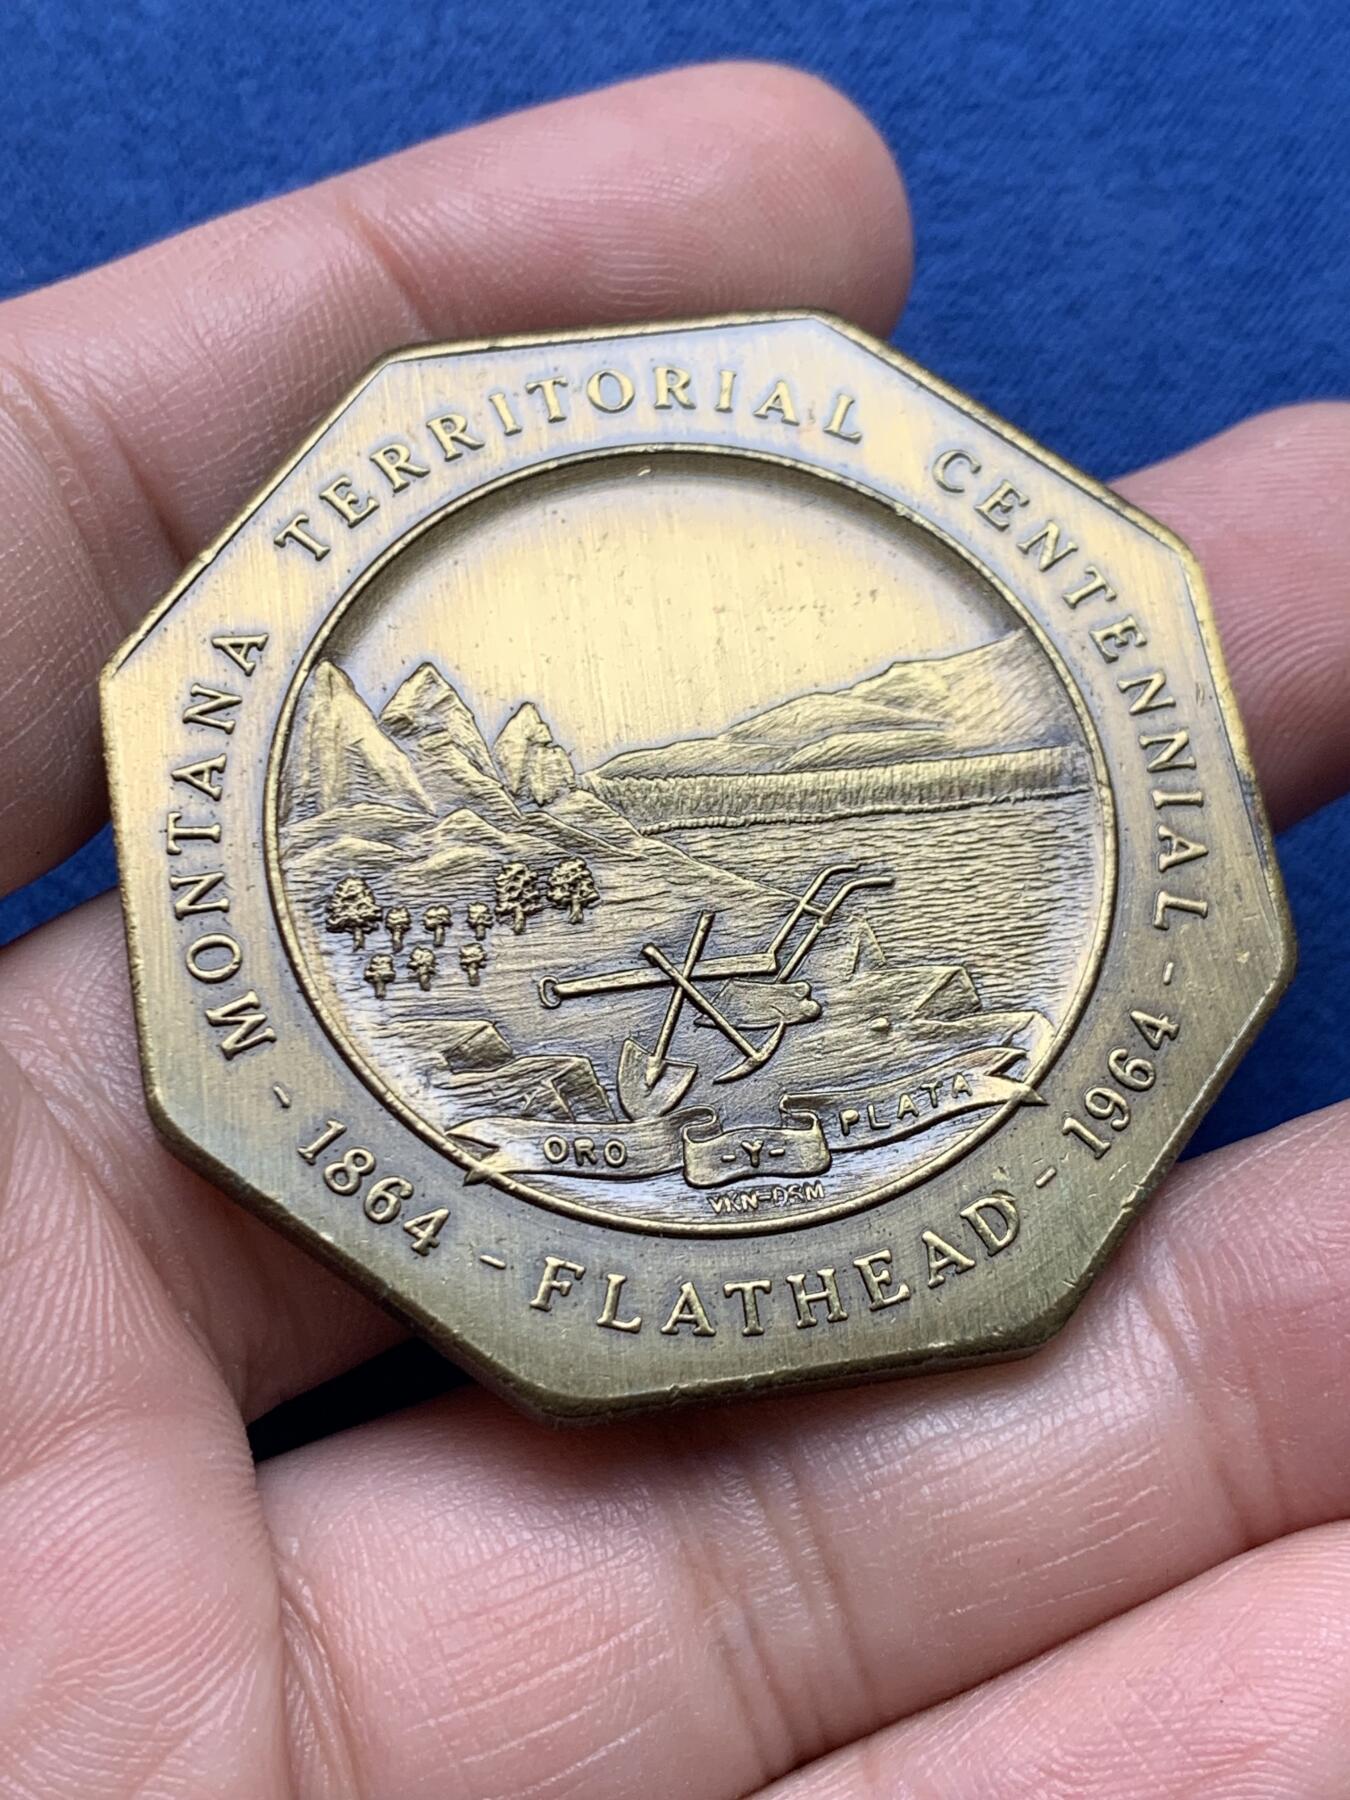 MONTANA TERRITORIAL CENTENNIAL
- 1864 - FLATHEAD - 1964 -
ORO -Y- PLATA
VKN-DSM